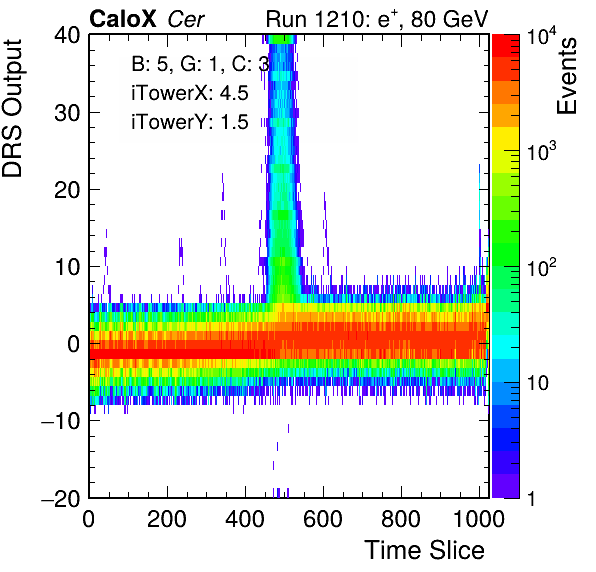 CaloX Cer Run 1210: e+, 80 GeV
B: 5, G: 1, C: 3
iTowerX: 4.5
iTowerY: 1.5
DRS Output
40
30
20
10
0
−10
−20
0 200 400 600 800 1000
Time Slice
Events
10^4
10^3
10^2
10
1